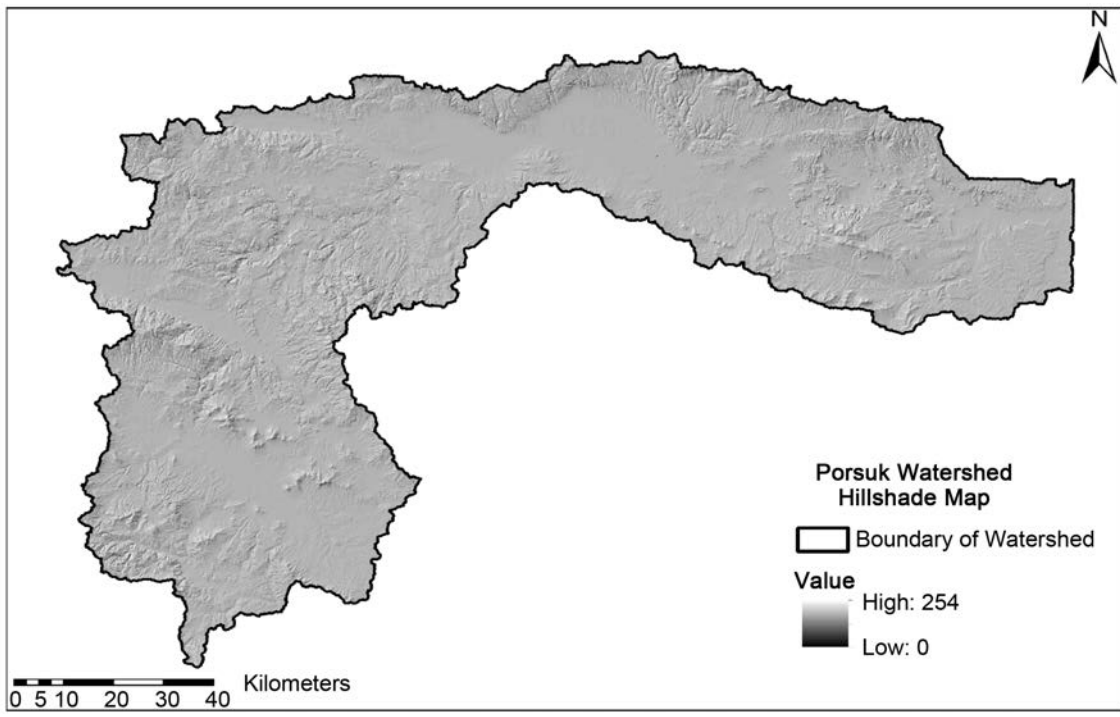 N
Porsuk Watershed
Hillshade Map
Boundary of Watershed
Value
High: 254
Low: 0
Kilometers
0 5 10 20 30 40